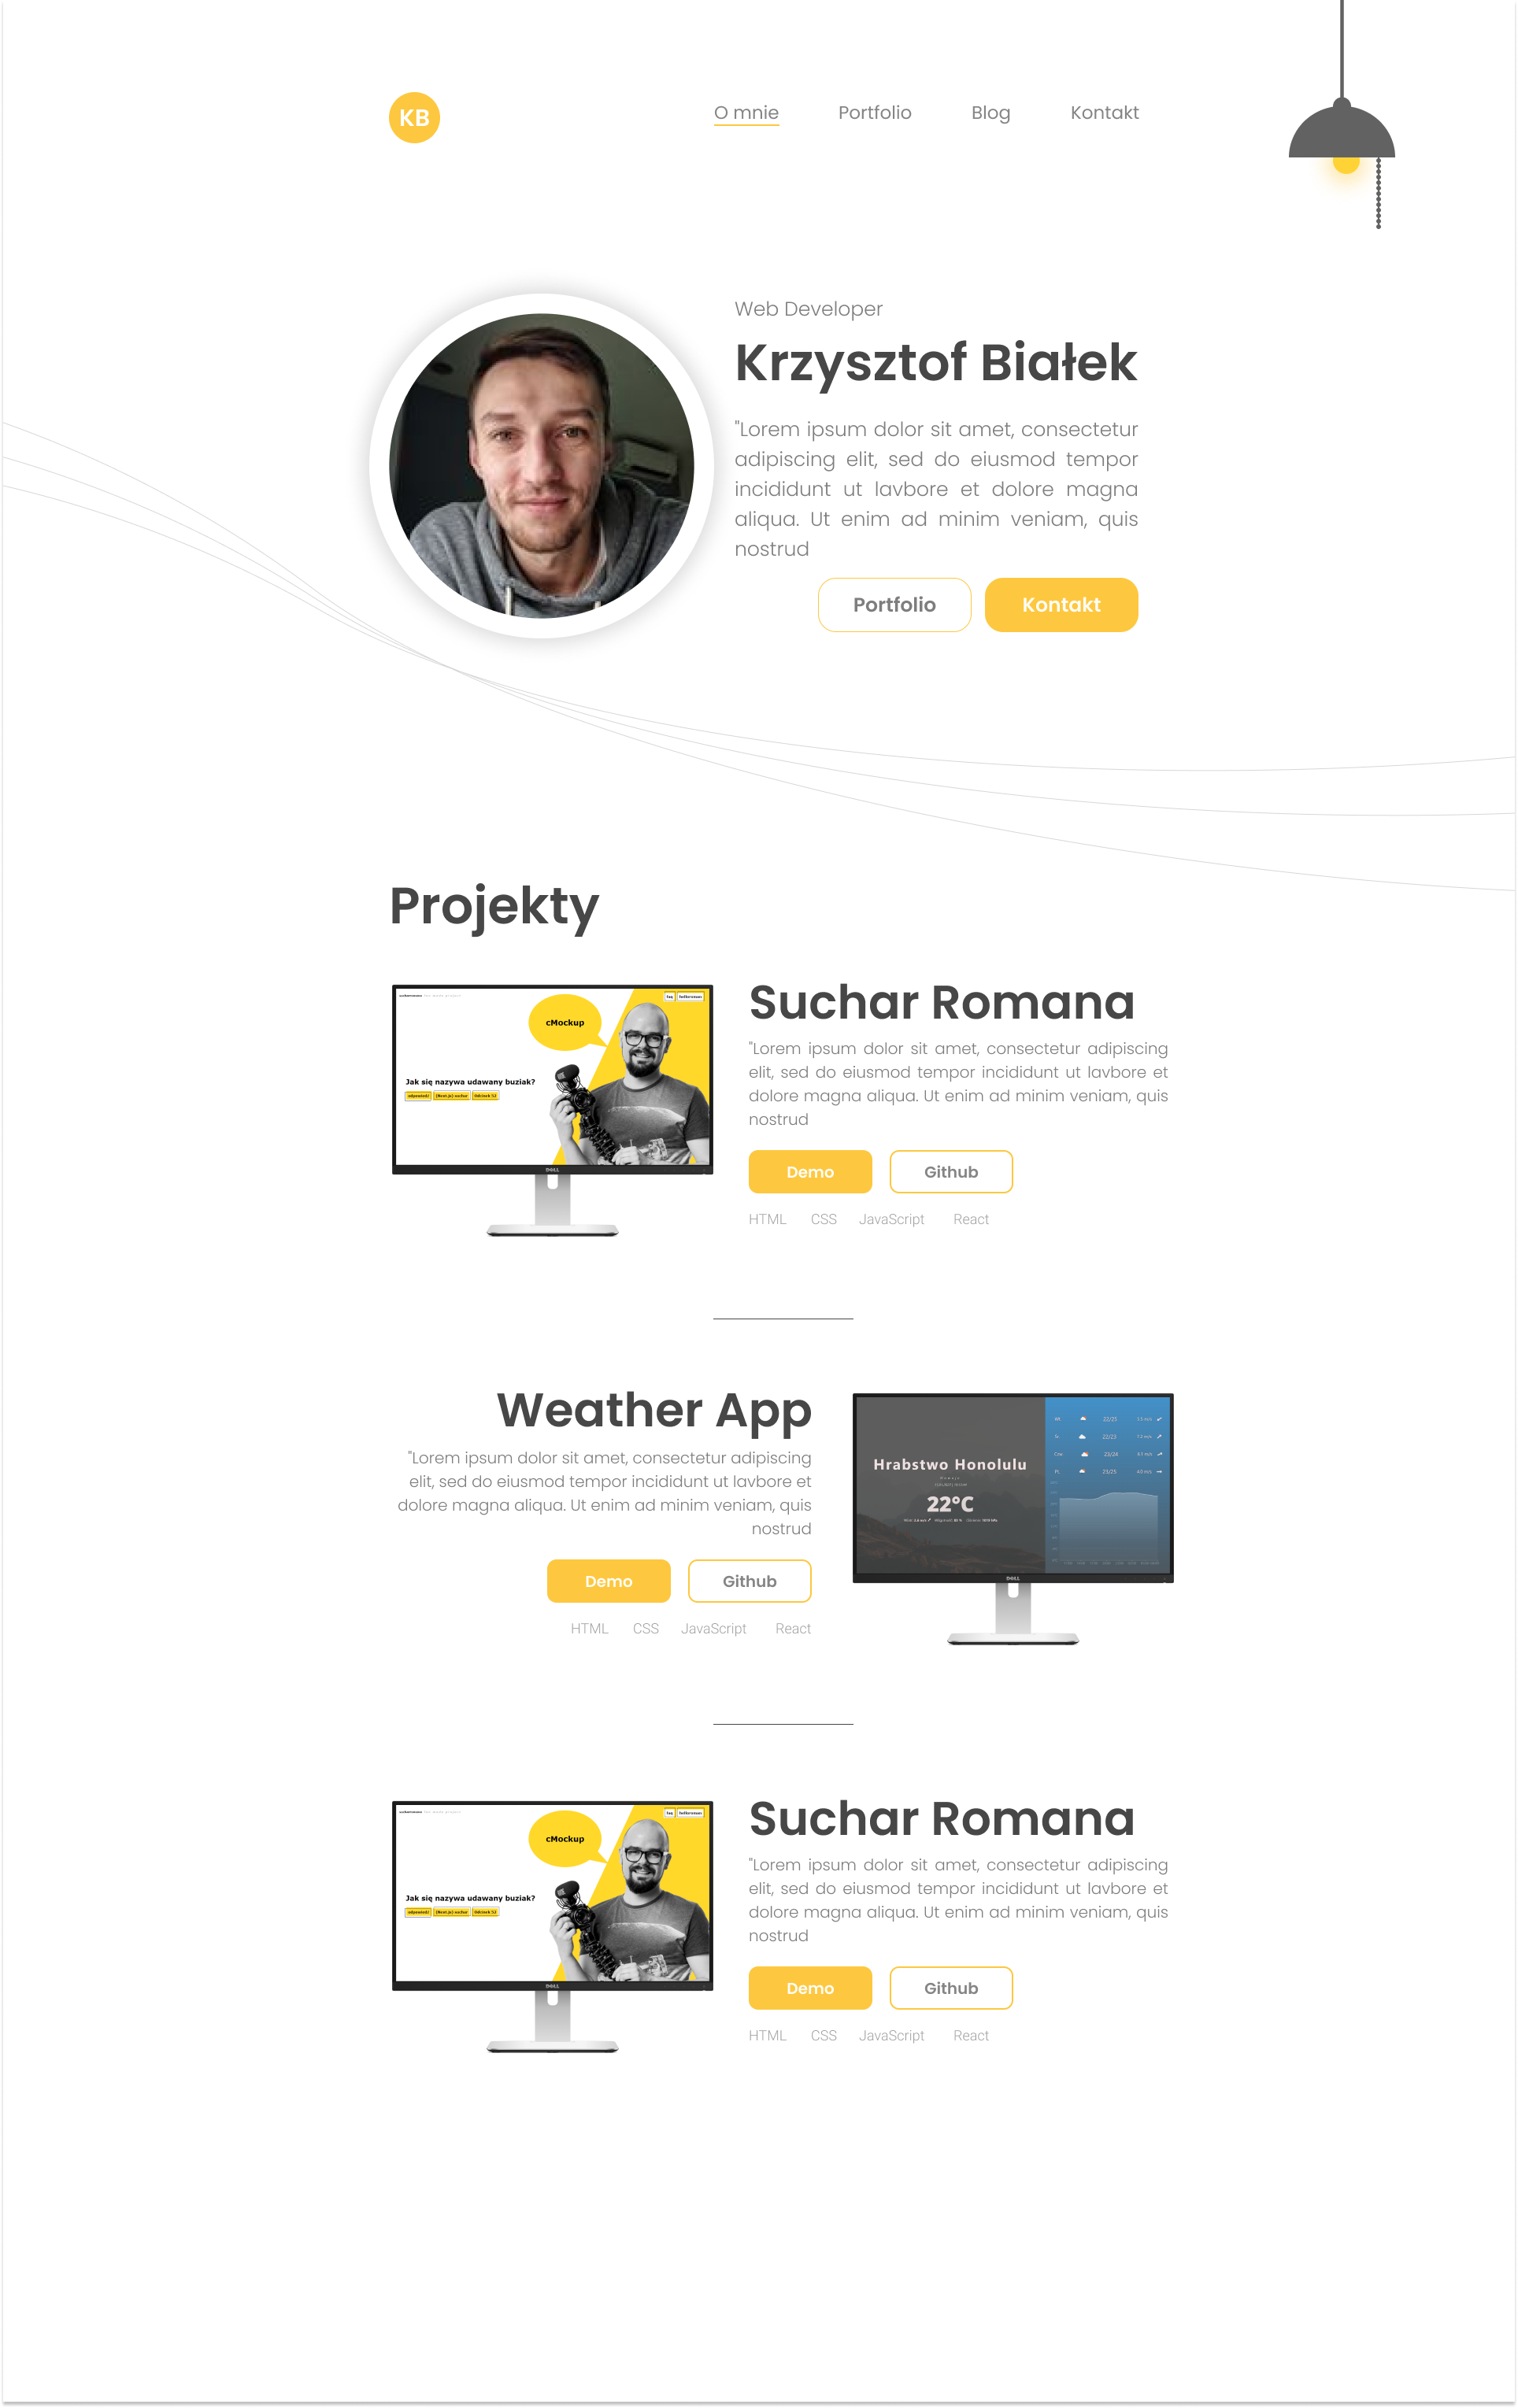 KB
O mnie Portfolio Blog Kontakt
Web Developer
Krzysztof Białek
"Lorem ipsum dolor sit amet, consectetur
adipiscing elit, sed do eiusmod tempor
incididunt ut lavbore et dolore magna
aliqua. Ut enim ad minim veniam, quis
nostrud
Portfolio Kontakt
Projekty
cMockup
Jak się nazywa udawany buziak?
DELL
Suchar Romana
"Lorem ipsum dolor sit amet, consectetur adipiscing
elit, sed do eiusmod tempor incididunt ut lavbore et
dolore magna aliqua. Ut enim ad minim veniam, quis
nostrud
Demo Github
HTML CSS JavaScript React
Weather App
"Lorem ipsum dolor sit amet, consectetur adipiscing
elit, sed do eiusmod tempor incididunt ut lavbore et
dolore magna aliqua. Ut enim ad minim veniam, quis
nostrud
Demo Github
HTML CSS JavaScript React
Hrabstwo Honolulu
22°C
DELL
cMockup
Jak się nazywa udawany buziak?
DELL
Suchar Romana
"Lorem ipsum dolor sit amet, consectetur adipiscing
elit, sed do eiusmod tempor incididunt ut lavbore et
dolore magna aliqua. Ut enim ad minim veniam, quis
nostrud
Demo Github
HTML CSS JavaScript React